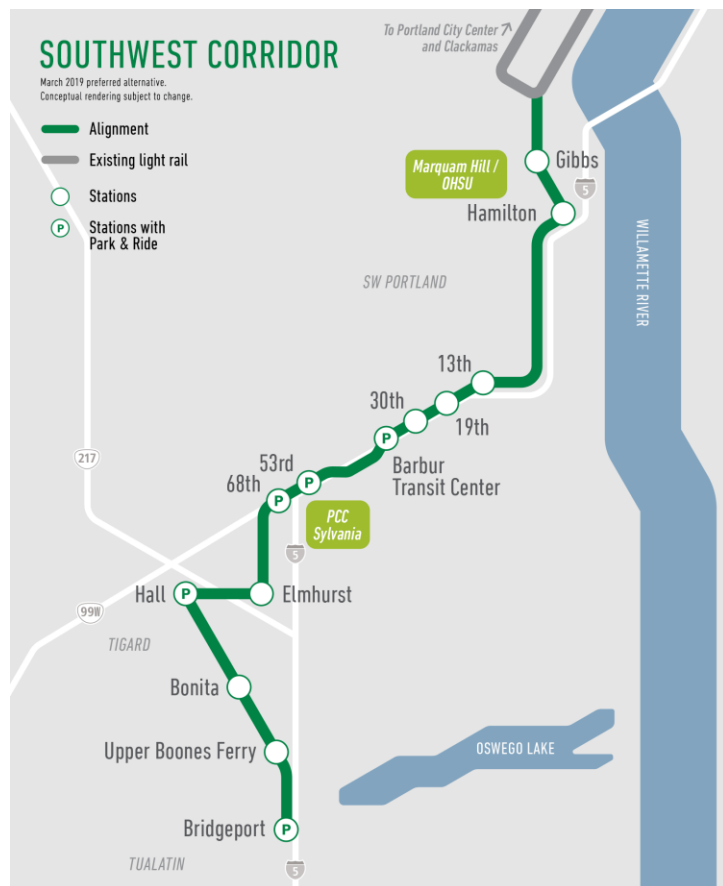 To Portland City Center
and Clackamas
SOUTHWEST CORRIDOR
March 2019 preferred alternative.
Conceptual rendering subject to change.
Alignment
Existing light rail
Stations
P
Stations with
Park & Ride
Marquam Hill /
OHSU
Gibbs
5
Hamilton
WILLAMETTE RIVER
SW PORTLAND
13th
30th
19th
217
53rd
P
Barbur
Transit Center
68th
P
P
PCC
Sylvania
5
Hall
P
Elmhurst
99W
TIGARD
Bonita
Upper Boones Ferry
OSWEGO LAKE
Bridgeport
P
TUALATIN
5